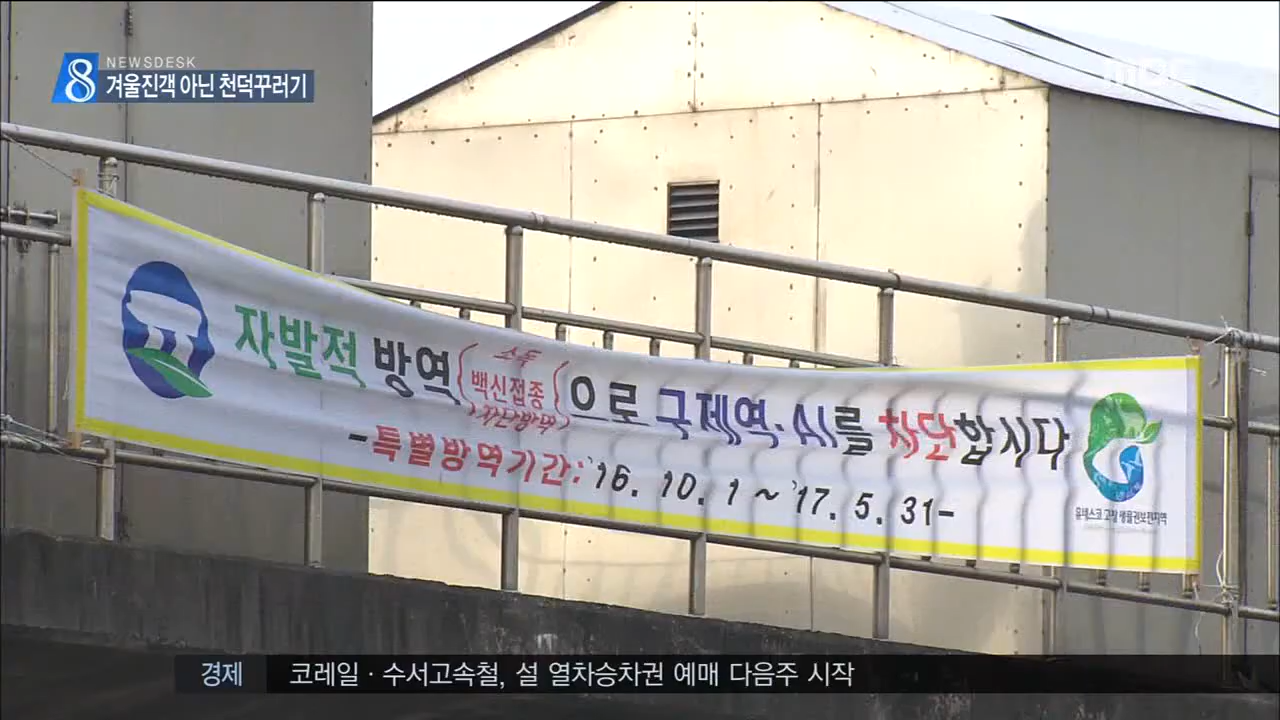 NEWSDESK
8 겨울진객 아닌 천덕꾸러기
MBC
자발적 방역{소독 백신접종 차단방역}으로 구제역·AI를 차단합시다
-특별방역기간:'16. 10. 1 ~ '17. 5. 31-
유네스코 고창 생물권보전지역
경제 코레일·수서고속철, 설 열차승차권 예매 다음주 시작